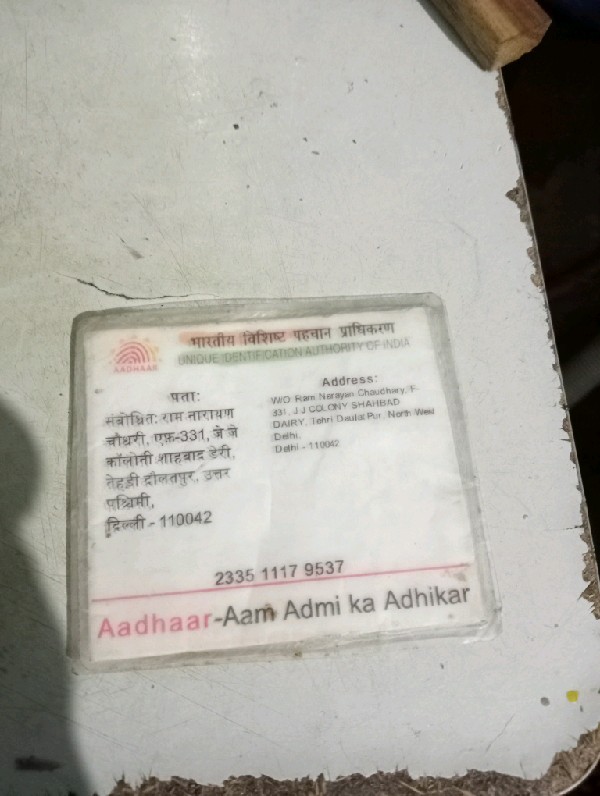 भारतीय विशिष्ट पहचान प्राधिकरण
UNIQUE IDENTIFICATION AUTHORITY OF INDIA
AADHAAR
पता:
संबोधित: राम नारायण
चौधरी, एफ़-331, जे जे
कॉलोनी शाहबाद डेरी,
तेहड़ी दौलतपुर, उत्तर
पश्चिमी,
दिल्ली - 110042
Address:
W/O: Ram Narayan Chaudhary, F-
331, J J COLONY SHAHBAD
DAIRY, Tehri Daulat Pur, North West
Delhi,
Delhi - 110042
2335 1117 9537
Aadhaar-Aam Admi ka Adhikar